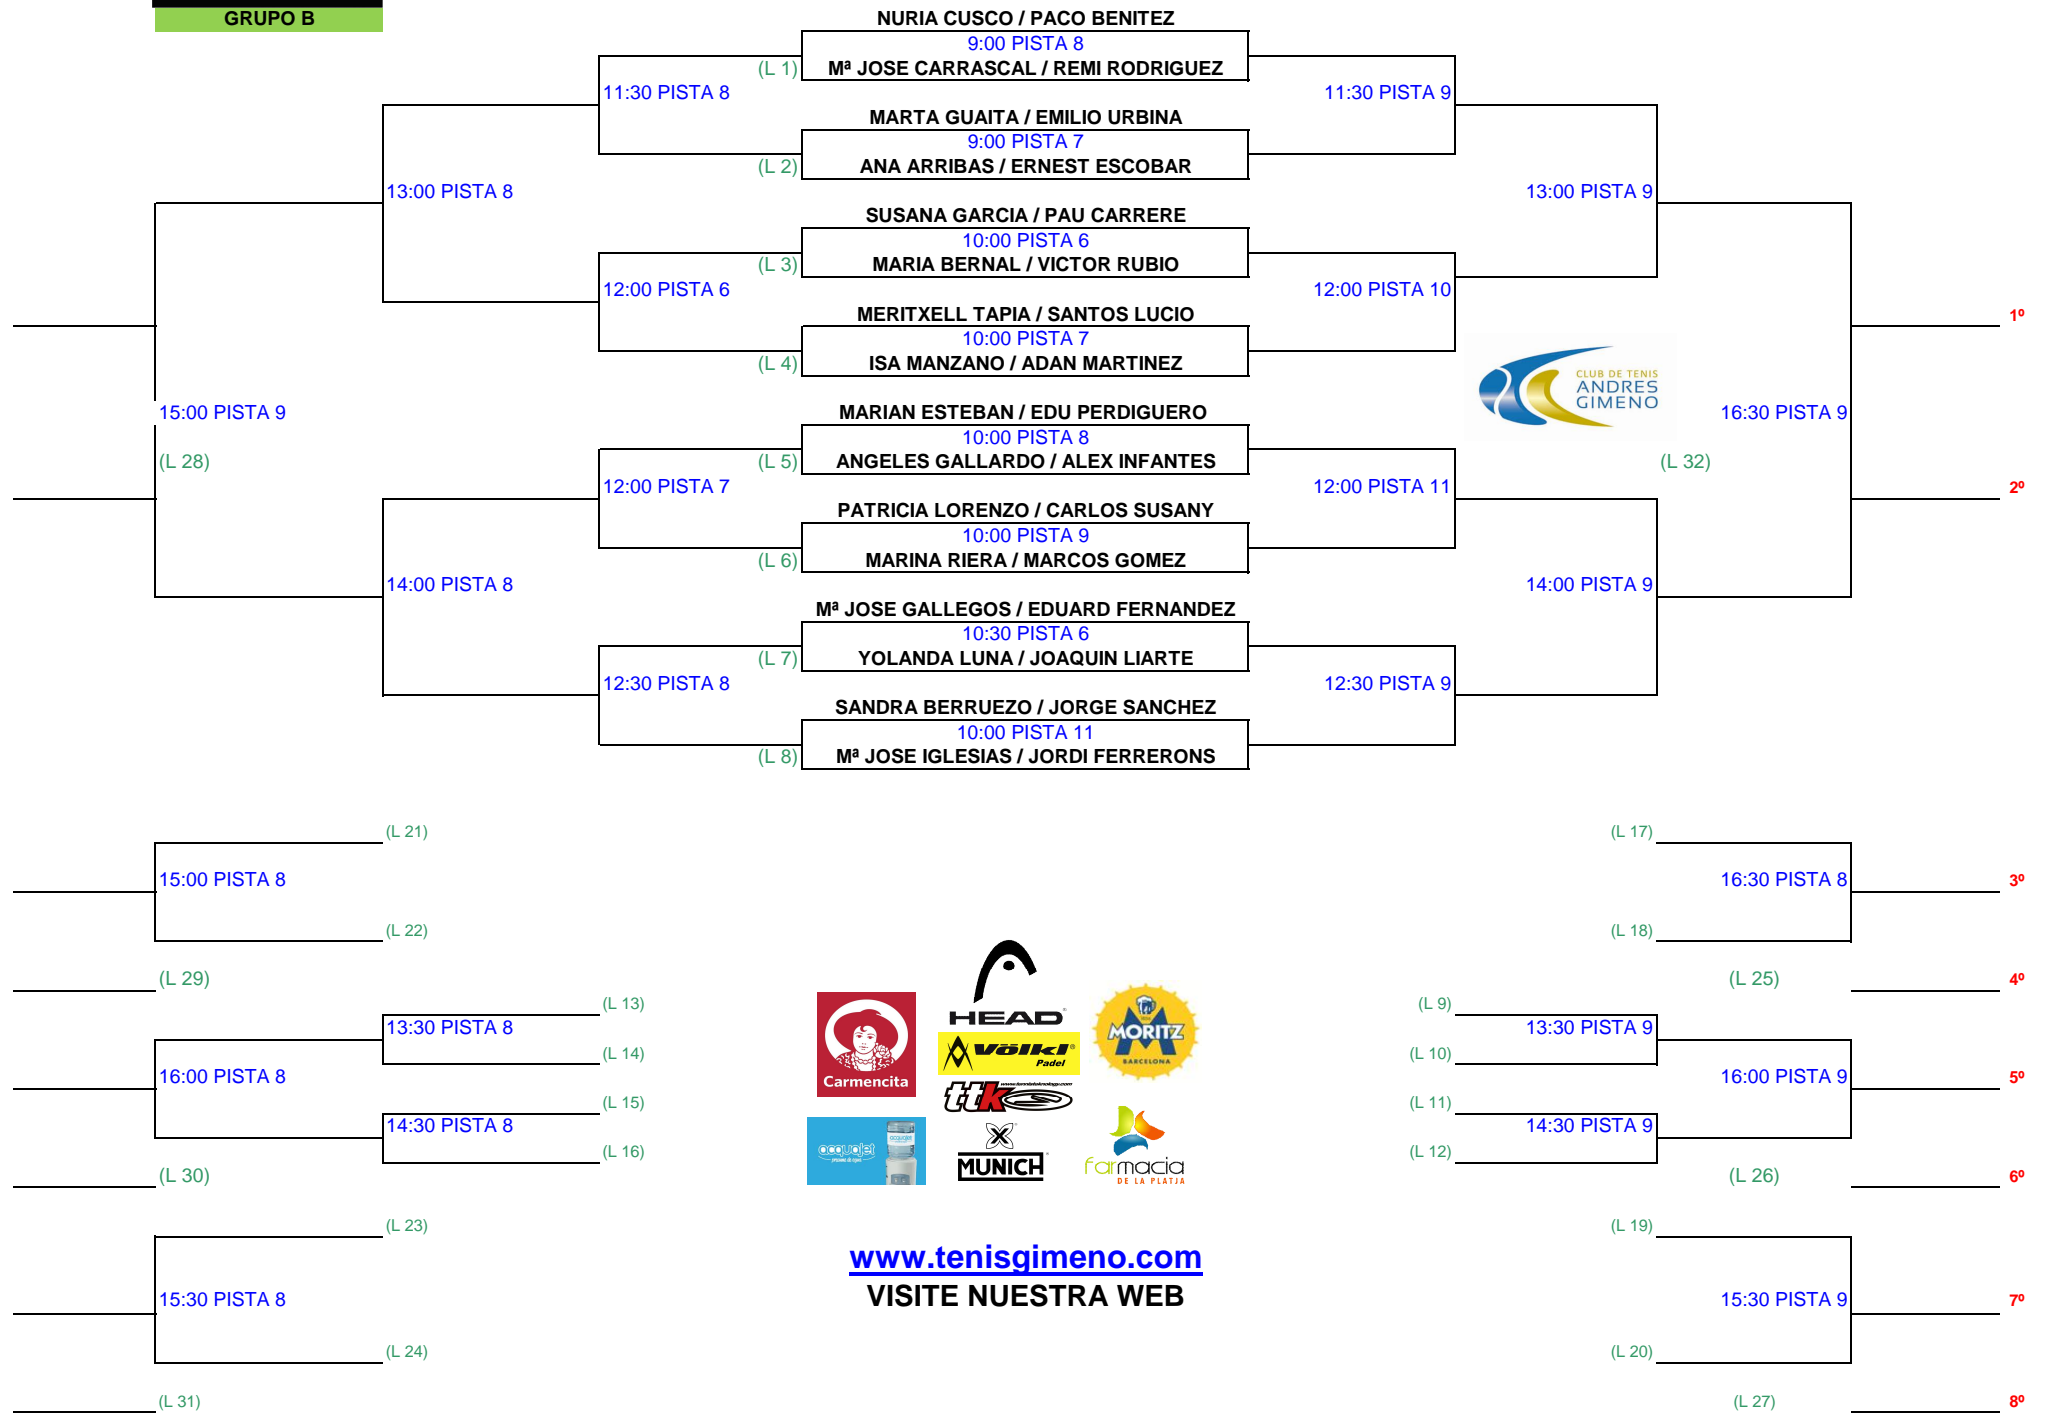 GRUPO B
NURIA CUSCO / PACO BENITEZ
9:00 PISTA 8
(L 1) Mª JOSE CARRASCAL / REMI RODRIGUEZ
11:30 PISTA 8
11:30 PISTA 9
MARTA GUAITA / EMILIO URBINA
9:00 PISTA 7
(L 2) ANA ARRIBAS / ERNEST ESCOBAR
13:00 PISTA 8
13:00 PISTA 9
SUSANA GARCIA / PAU CARRERE
10:00 PISTA 6
(L 3) MARIA BERNAL / VICTOR RUBIO
12:00 PISTA 6
12:00 PISTA 10
MERITXELL TAPIA / SANTOS LUCIO
1º
10:00 PISTA 7
(L 4) ISA MANZANO / ADAN MARTINEZ
CLUB DE TENIS
ANDRES
GIMENO
15:00 PISTA 9
MARIAN ESTEBAN / EDU PERDIGUERO
16:30 PISTA 9
10:00 PISTA 8
(L 28)
(L 5) ANGELES GALLARDO / ALEX INFANTES
(L 32)
12:00 PISTA 7
12:00 PISTA 11
2º
PATRICIA LORENZO / CARLOS SUSANY
10:00 PISTA 9
(L 6) MARINA RIERA / MARCOS GOMEZ
14:00 PISTA 8
14:00 PISTA 9
Mª JOSE GALLEGOS / EDUARD FERNANDEZ
10:30 PISTA 6
(L 7) YOLANDA LUNA / JOAQUIN LIARTE
12:30 PISTA 8
12:30 PISTA 9
SANDRA BERRUEZO / JORGE SANCHEZ
10:00 PISTA 11
(L 8) Mª JOSE IGLESIAS / JORDI FERRERONS
(L 21)
(L 17)
15:00 PISTA 8
16:30 PISTA 8
3º
(L 22)
(L 18)
(L 29)
(L 25)
4º
(L 13)
(L 9)
13:30 PISTA 8
13:30 PISTA 9
(L 14)
(L 10)
16:00 PISTA 8
16:00 PISTA 9
5º
(L 15)
(L 11)
14:30 PISTA 8
14:30 PISTA 9
(L 16)
(L 12)
(L 30)
(L 26)
6º
HEAD
MORITZ
BARCELONA
Völkl
Padel
Carmencita
www.tennisteknology.com
ttk
acquajet
MUNICH
farmacia
DE LA PLATJA
(L 23)
(L 19)
www.tenisgimeno.com
VISITE NUESTRA WEB
15:30 PISTA 8
15:30 PISTA 9
7º
(L 24)
(L 20)
(L 31)
(L 27)
8º